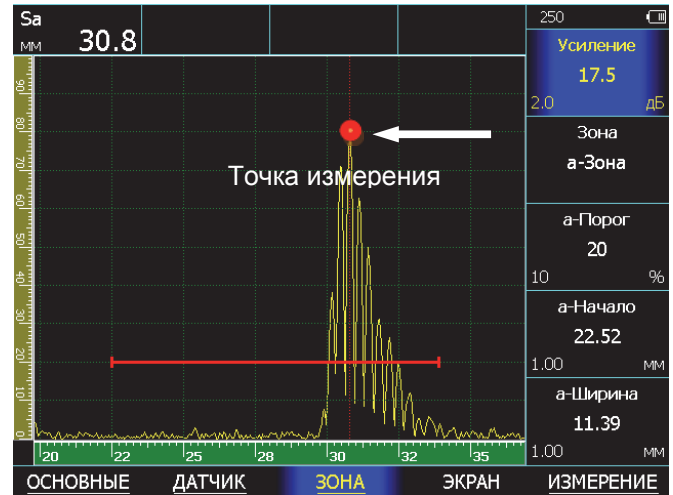 Sa
мм 30.8
250
Усиление
17.5
2.0 дБ
Зона
а-Зона
а-Порог
20
10 %
а-Начало
22.52
1.00 мм
а-Ширина
11.39
1.00 мм
Точка измерения
90
80
70
60
50
40
30
20
10
0
20 22 25 28 30 32 35
ОСНОВНЫЕ ДАТЧИК ЗОНА ЭКРАН ИЗМЕРЕНИЕ